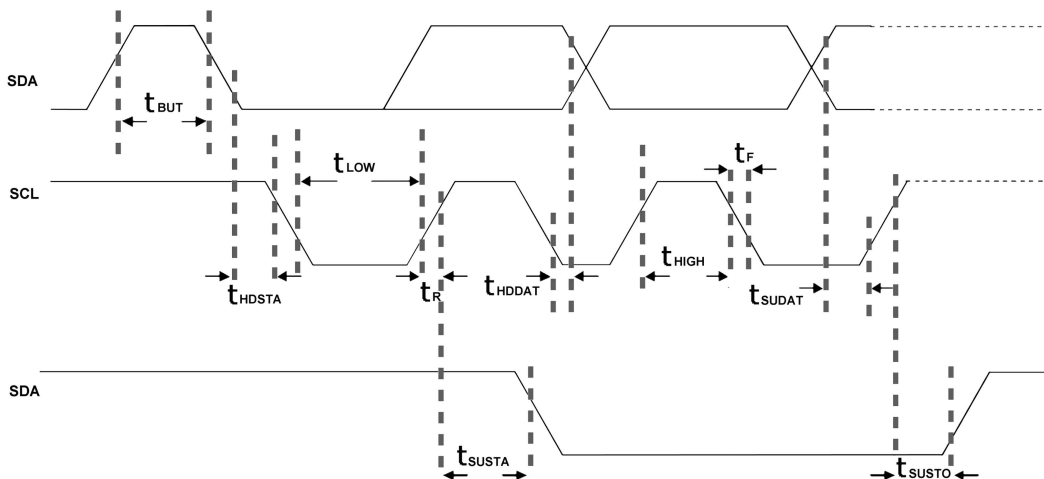 SDA
tBUT
tLOW
tF
SCL
tHDSTA
tR
tHDDAT
tHIGH
tSUDAT
SDA
tSUSTA
tSUSTO